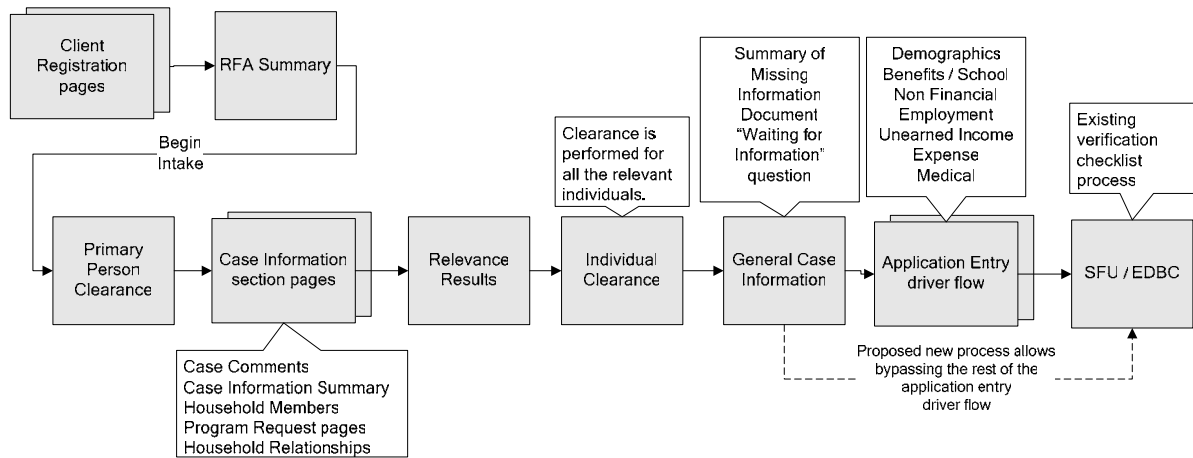 Client
Registration
pages
RFA Summary
Begin
Intake
Clearance is
performed for
all the relevant
individuals.
Summary of
Missing
Information
Document
“Waiting for
Information”
question
Demographics
Benefits / School
Non Financial
Employment
Unearned Income
Expense
Medical
Existing
verification
checklist
process
Primary
Person
Clearance
Case Information
section pages
Relevance
Results
Individual
Clearance
General Case
Information
Application Entry
driver flow
SFU / EDBC
Case Comments
Case Information Summary
Household Members
Program Request pages
Household Relationships
Proposed new process allows
bypassing the rest of the
application entry
driver flow